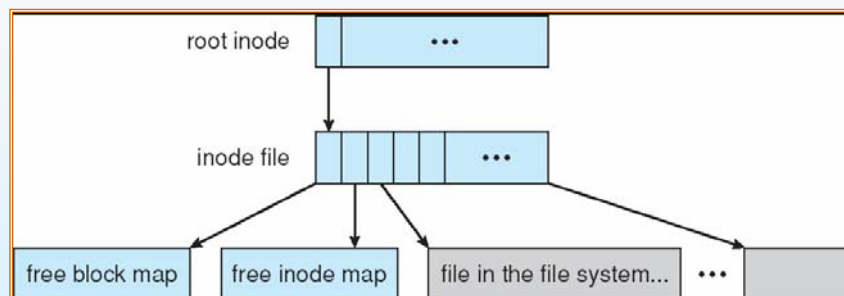 root inode
•••
inode file
•••
free block map
free inode map
file in the file system...
•••